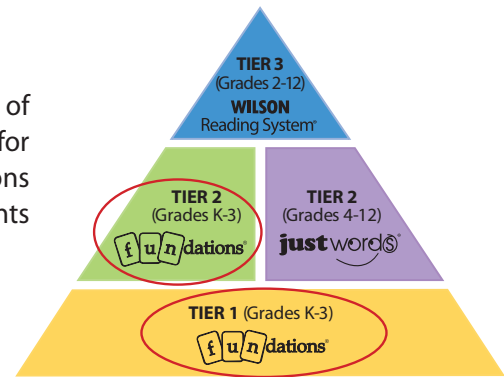 of
for
ons
nts
TIER 3
(Grades 2-12)
WILSON
Reading System®
TIER 2
(Grades K-3)
fundations®
TIER 2
(Grades 4-12)
just words®
TIER 1 (Grades K-3)
fundations®